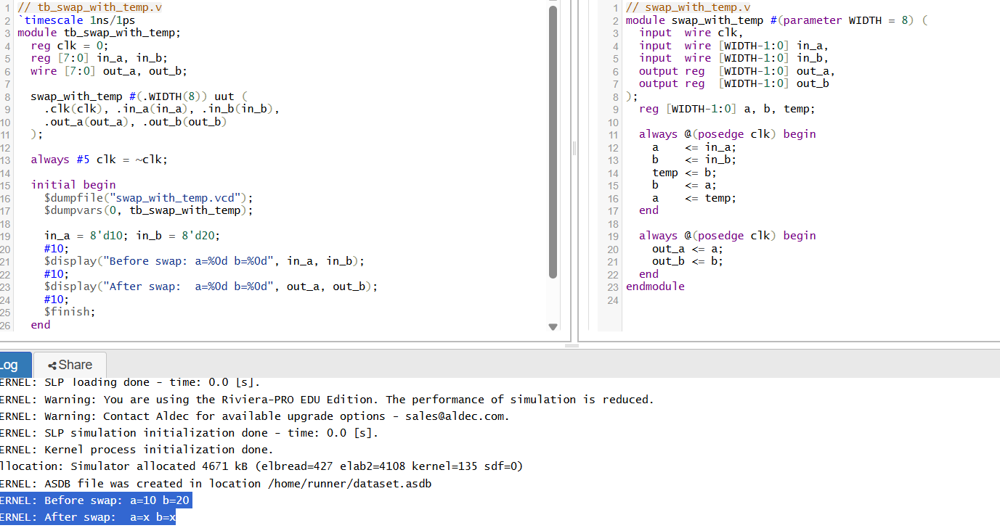 1 // tb_swap_with_temp.v
2 `timescale 1ns/1ps
3 module tb_swap_with_temp;
4 reg clk = 0;
5 reg [7:0] in_a, in_b;
6 wire [7:0] out_a, out_b;
7
8 swap_with_temp #(.WIDTH(8)) uut (
9 .clk(clk), .in_a(in_a), .in_b(in_b),
10 .out_a(out_a), .out_b(out_b)
11 );
12
13 always #5 clk = ~clk;
14
15 initial begin
16 $dumpfile("swap_with_temp.vcd");
17 $dumpvars(0, tb_swap_with_temp);
18
19 in_a = 8'd10; in_b = 8'd20;
20 #10;
21 $display("Before swap: a=%0d b=%0d", in_a, in_b);
22 #10;
23 $display("After swap:  a=%0d b=%0d", out_a, out_b);
24 #10;
25 $finish;
26 end
1 // swap_with_temp.v
2 module swap_with_temp #(parameter WIDTH = 8) (
3 input  wire clk,
4 input  wire [WIDTH-1:0] in_a,
5 input  wire [WIDTH-1:0] in_b,
6 output reg  [WIDTH-1:0] out_a,
7 output reg  [WIDTH-1:0] out_b
8 );
9 reg [WIDTH-1:0] a, b, temp;
10
11 always @(posedge clk) begin
12 a    <= in_a;
13 b    <= in_b;
14 temp <= b;
15 b    <= a;
16 a    <= temp;
17 end
18
19 always @(posedge clk) begin
20 out_a <= a;
21 out_b <= b;
22 end
23 endmodule
24
Log Share
ERNEL: SLP loading done - time: 0.0 [s].
ERNEL: Warning: You are using the Riviera-PRO EDU Edition. The performance of simulation is reduced.
ERNEL: Warning: Contact Aldec for available upgrade options - sales@aldec.com.
ERNEL: SLP simulation initialization done - time: 0.0 [s].
ERNEL: Kernel process initialization done.
llocation: Simulator allocated 4671 kB (elbread=427 elab2=4108 kernel=135 sdf=0)
ERNEL: ASDB file was created in location /home/runner/dataset.asdb
ERNEL: Before swap: a=10 b=20
ERNEL: After swap:  a=x b=x